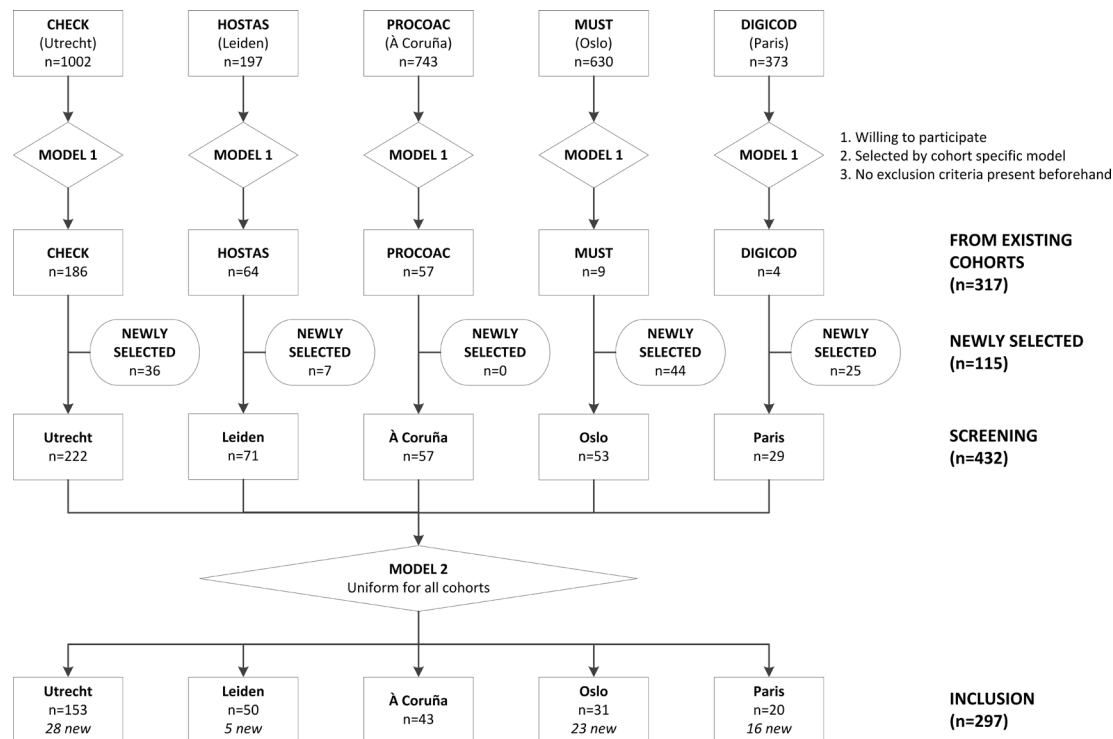 CHECK
(Utrecht)
n=1002
HOSTAS
(Leiden)
n=197
PROCOAC
(À Coruña)
n=743
MUST
(Oslo)
n=630
DIGICOD
(Paris)
n=373
MODEL 1
MODEL 1
MODEL 1
MODEL 1
MODEL 1
1. Willing to participate
2. Selected by cohort specific model
3. No exclusion criteria present beforehand
CHECK
n=186
HOSTAS
n=64
PROCOAC
n=57
MUST
n=9
DIGICOD
n=4
FROM EXISTING
COHORTS
(n=317)
NEWLY
SELECTED
n=36
NEWLY
SELECTED
n=7
NEWLY
SELECTED
n=0
NEWLY
SELECTED
n=44
NEWLY
SELECTED
n=25
NEWLY SELECTED
(n=115)
Utrecht
n=222
Leiden
n=71
À Coruña
n=57
Oslo
n=53
Paris
n=29
SCREENING
(n=432)
MODEL 2
Uniform for all cohorts
Utrecht
n=153
28 new
Leiden
n=50
5 new
À Coruña
n=43
Oslo
n=31
23 new
Paris
n=20
16 new
INCLUSION
(n=297)